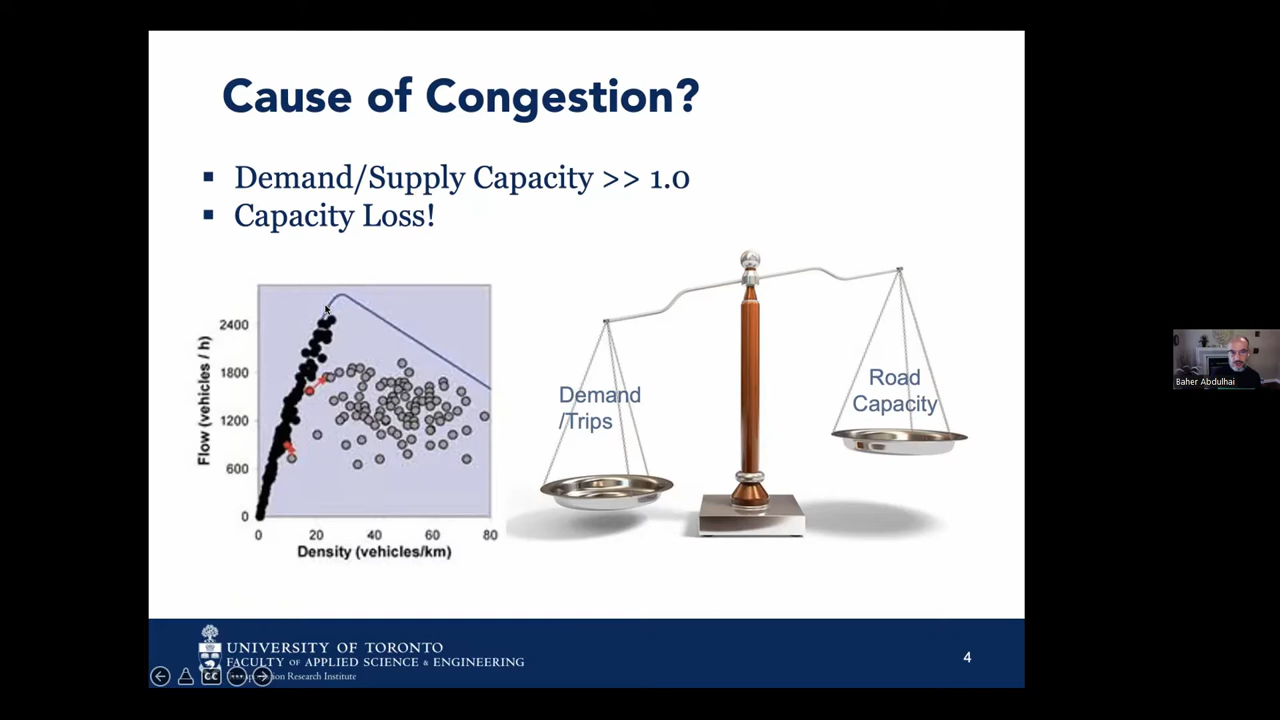 Cause of Congestion?
▪ Demand/Supply Capacity >> 1.0
▪ Capacity Loss!
Flow (vehicles / h)
2400
1800
1200
600
0
0 20 40 60 80
Density (vehicles/km)
Demand
/Trips
Road
Capacity
Baher Abdulhai
UNIVERSITY OF TORONTO
FACULTY OF APPLIED SCIENCE & ENGINEERING
Research Institute
CC
4